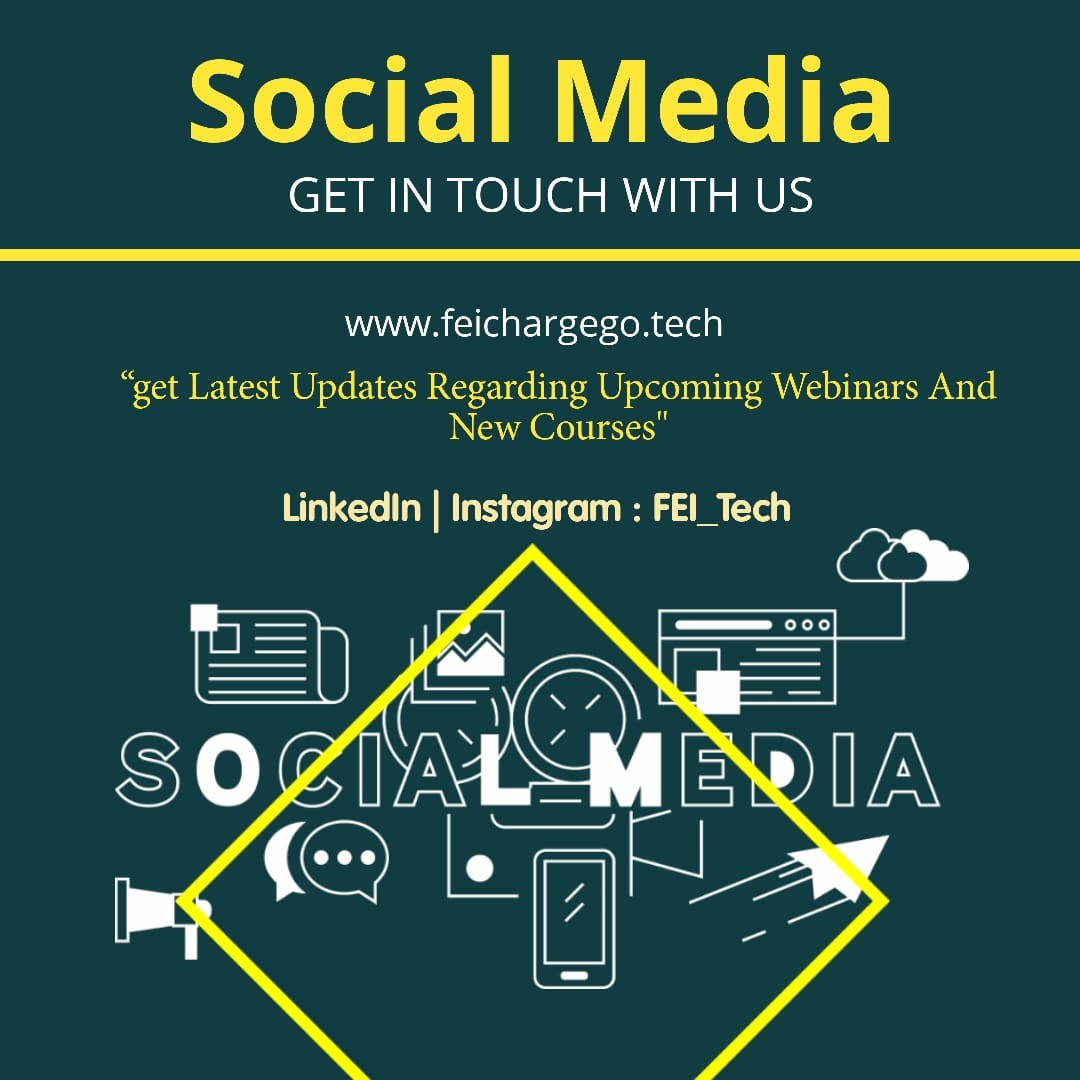 Social Media
GET IN TOUCH WITH US
www.feichargego.tech
“get Latest Updates Regarding Upcoming Webinars And
New Courses"
LinkedIn | Instagram : FEI_Tech
SOCIAL MEDIA